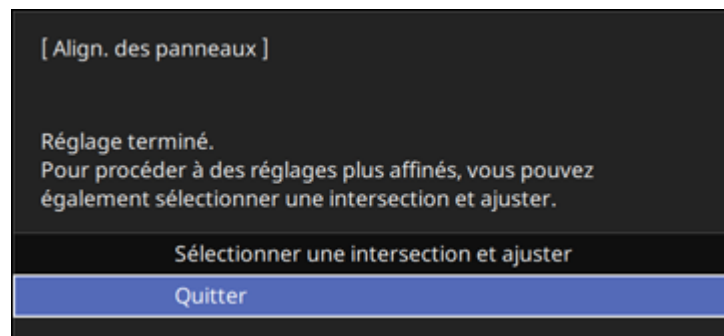 [ Align. des panneaux ]
Réglage terminé.
Pour procéder à des réglages plus affinés, vous pouvez
également sélectionner une intersection et ajuster.
Sélectionner une intersection et ajuster
Quitter